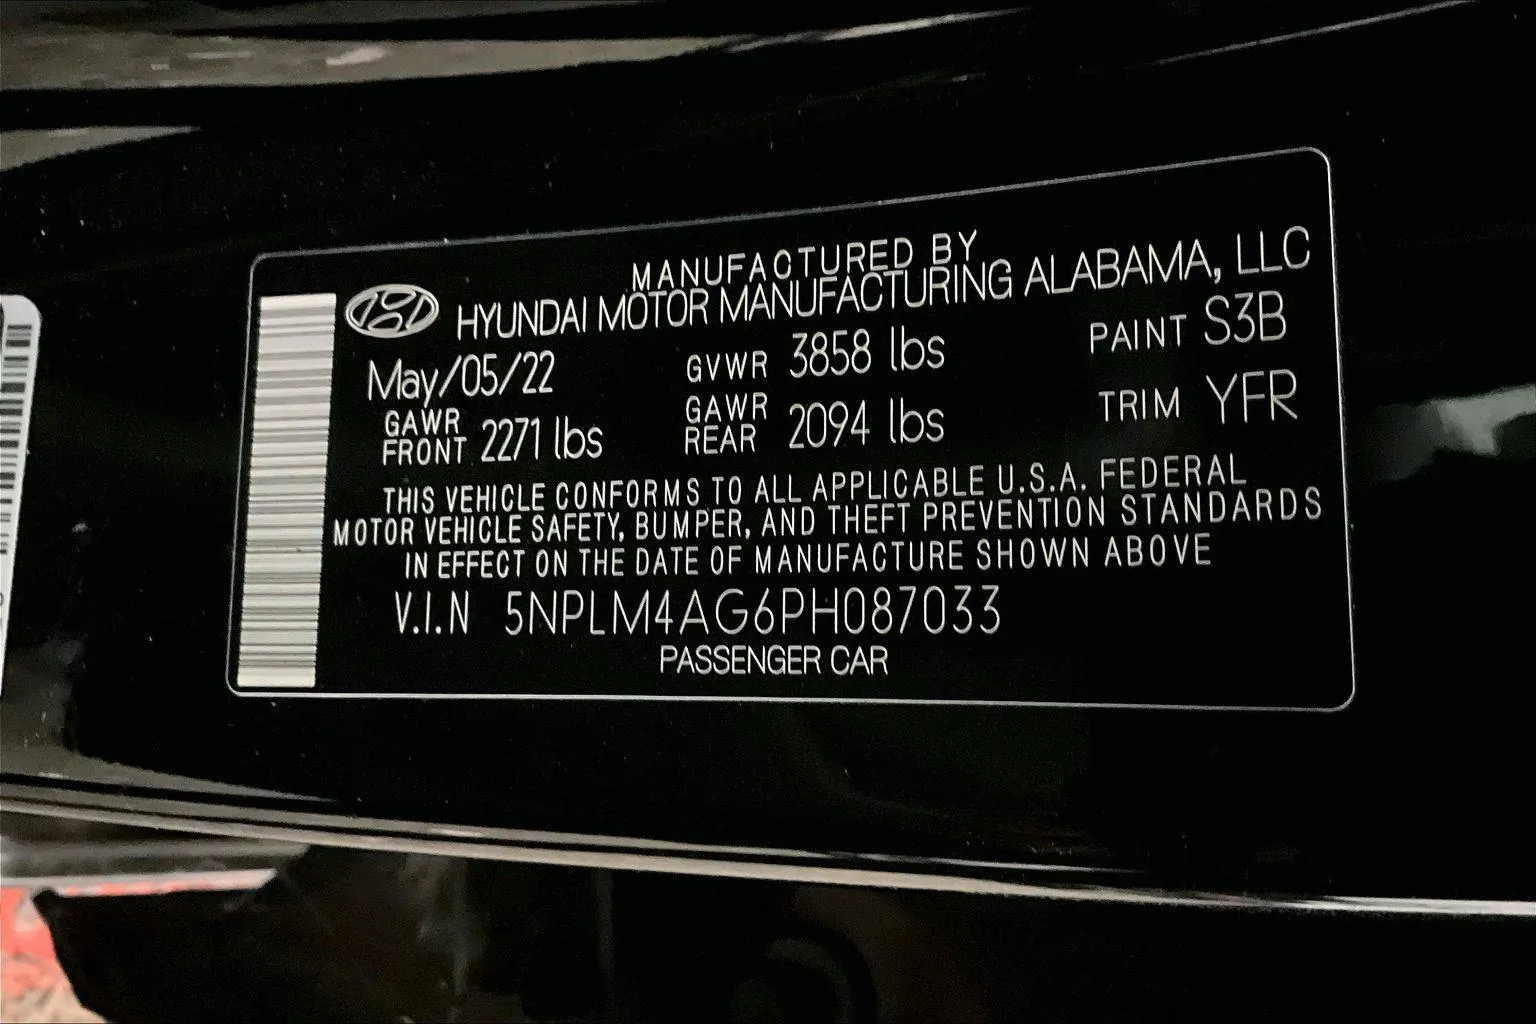 MANUFACTURED BY
HYUNDAI MOTOR MANUFACTURING ALABAMA, LLC
May/05/22 GVWR 3858 lbs PAINT S3B
GAWR FRONT 2271 lbs GAWR REAR 2094 lbs TRIM YFR
THIS VEHICLE CONFORMS TO ALL APPLICABLE U.S.A. FEDERAL
MOTOR VEHICLE SAFETY, BUMPER, AND THEFT PREVENTION STANDARDS
IN EFFECT ON THE DATE OF MANUFACTURE SHOWN ABOVE
V.I.N 5NPLM4AG6PH087033
PASSENGER CAR